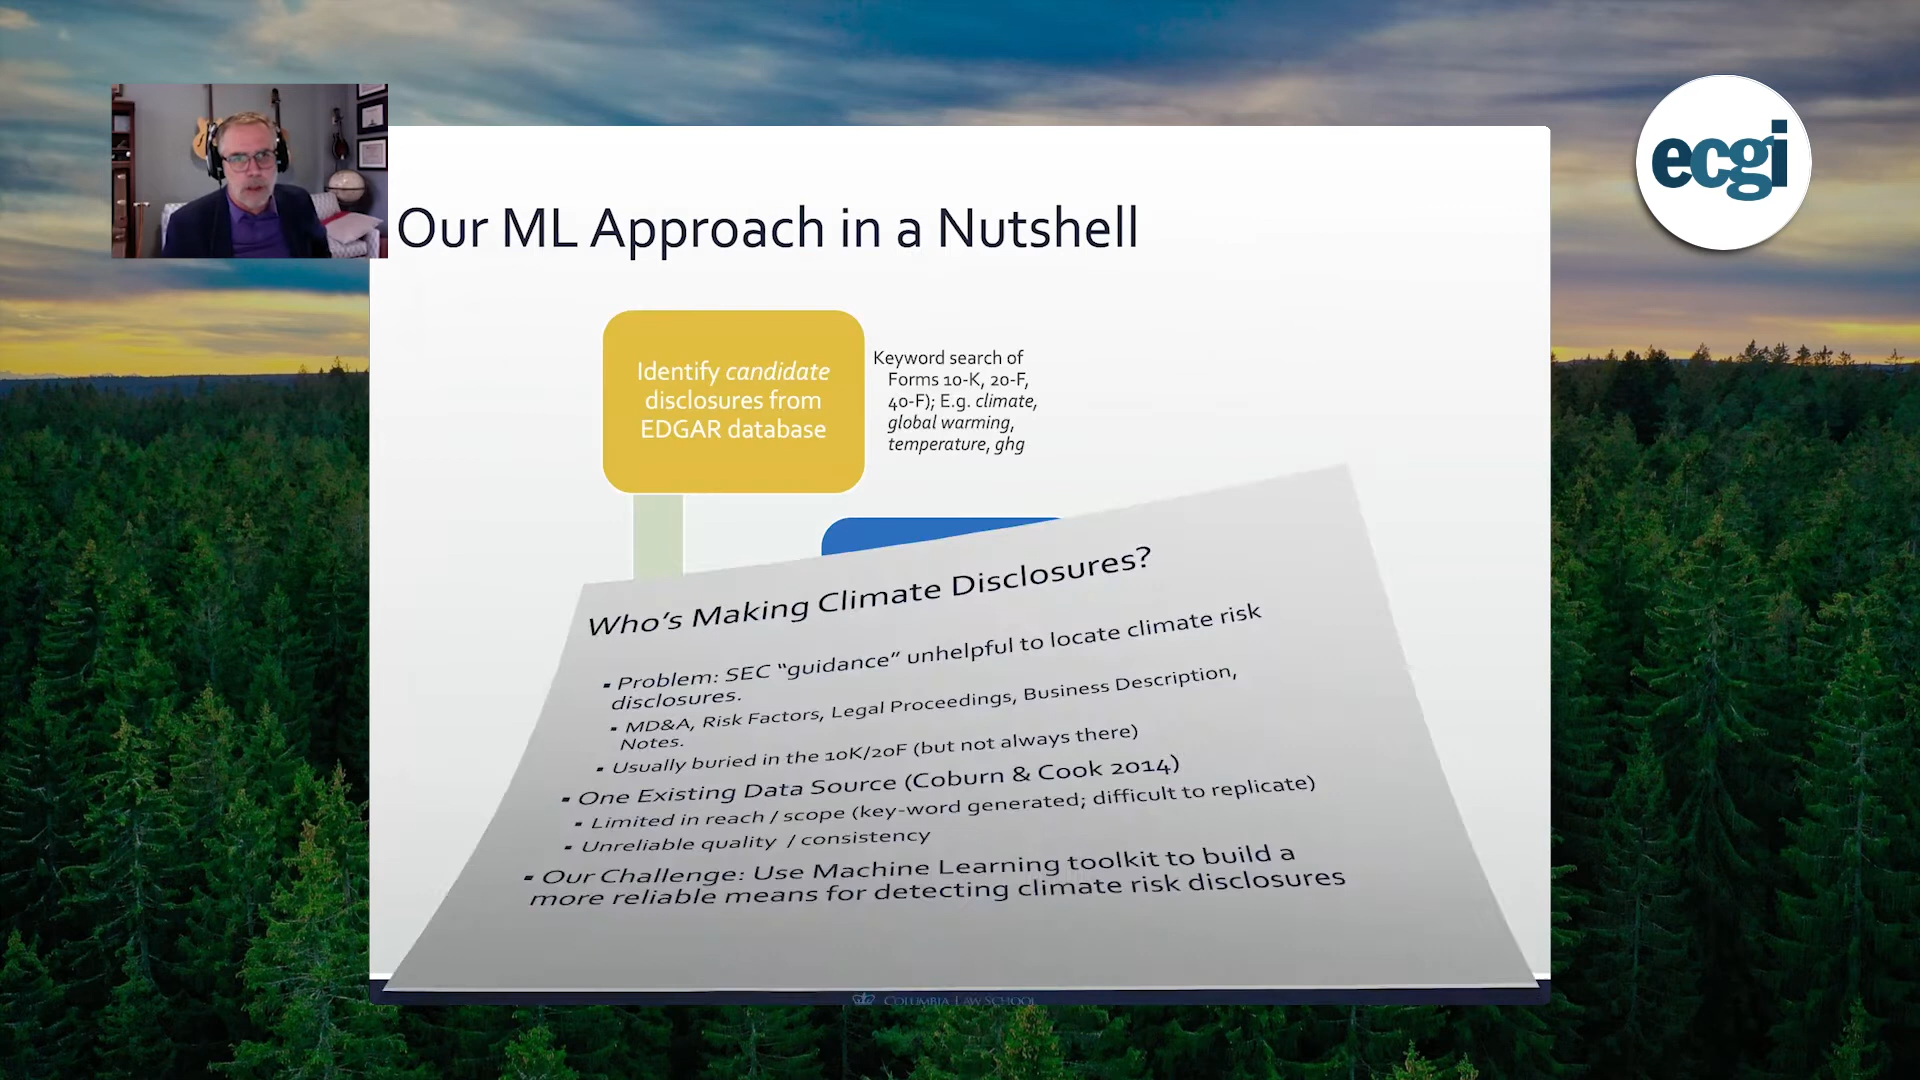 ecgi
Our ML Approach in a Nutshell
Identify candidate
disclosures from
EDGAR database
Keyword search of
Forms 10-K, 20-F,
40-F); E.g. climate,
global warming,
temperature, ghg
Who's Making Climate Disclosures?
▪ Problem: SEC “guidance” unhelpful to locate climate risk
disclosures.
▪ MD&A, Risk Factors, Legal Proceedings, Business Description,
Notes.
▪ Usually buried in the 10K/20F (but not always there)
▪ One Existing Data Source (Coburn & Cook 2014)
▪ Limited in reach / scope (key-word generated; difficult to replicate)
▪ Unreliable quality / consistency
▪ Our Challenge: Use Machine Learning toolkit to build a
more reliable means for detecting climate risk disclosures
COLUMBIA LAW SCHOOL